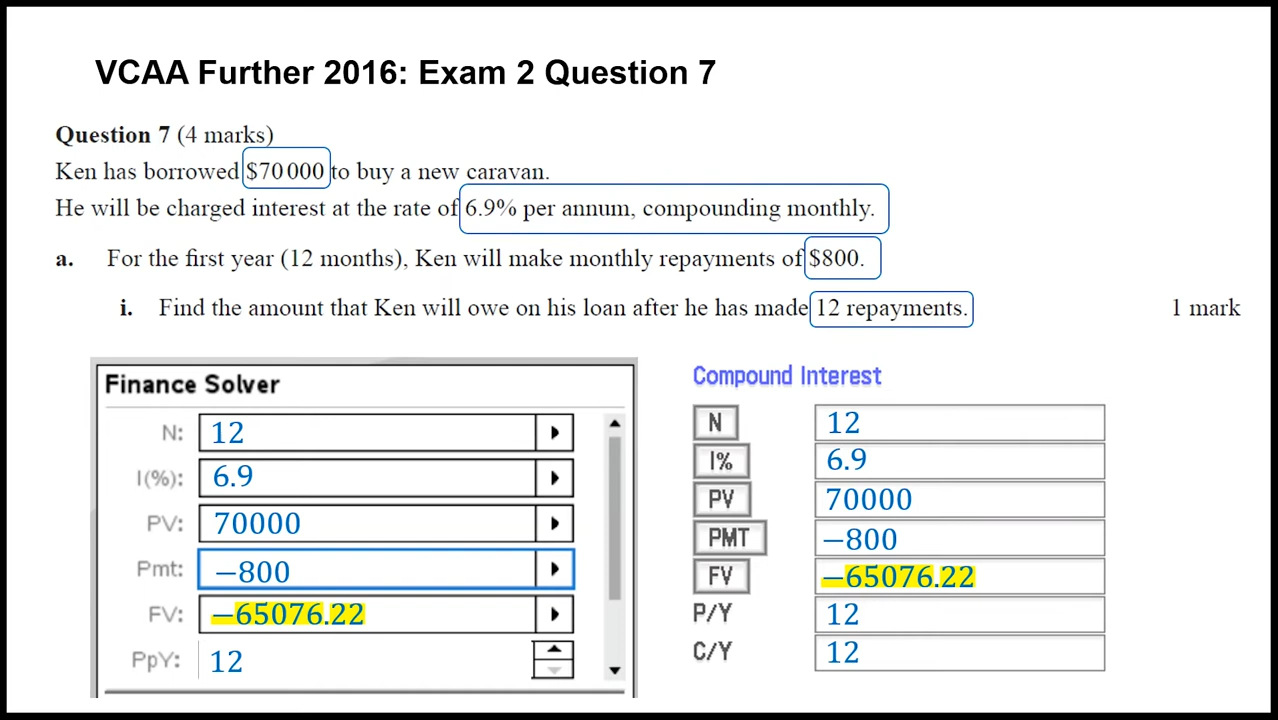 VCAA Further 2016: Exam 2 Question 7
Question 7 (4 marks)
Ken has borrowed $70 000 to buy a new caravan.
He will be charged interest at the rate of 6.9% per annum, compounding monthly.
a. For the first year (12 months), Ken will make monthly repayments of $800.
i. Find the amount that Ken will owe on his loan after he has made 12 repayments. 1 mark
Finance Solver
N: 12
I(%): 6.9
PV: 70000
Pmt: −800
FV: −65076.22
PpY: 12
Compound Interest
N 12
I% 6.9
PV 70000
PMT −800
FV −65076.22
P/Y 12
C/Y 12